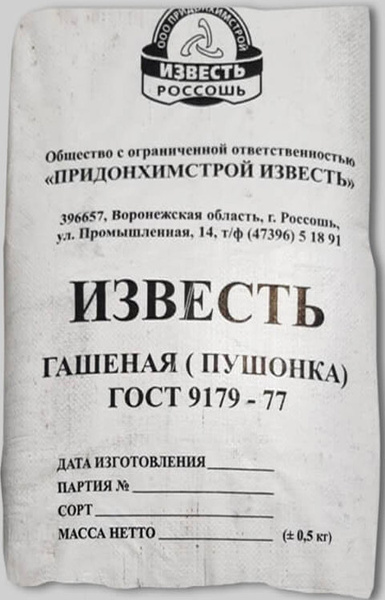 ООО ПРИДОНХИМСТРОЙ
ИЗВЕСТЬ
РОССОШЬ
Общество с ограниченной ответственностью
«ПРИДОНХИМСТРОЙ ИЗВЕСТЬ»
396657, Воронежская область, г. Россошь,
ул. Промышленная, 14, т/ф (47396) 5 18 91
ИЗВЕСТЬ
ГАШЕНАЯ ( ПУШОНКА)
ГОСТ 9179 - 77
ДАТА ИЗГОТОВЛЕНИЯ
ПАРТИЯ №
СОРТ
МАССА НЕТТО (± 0,5 кг)